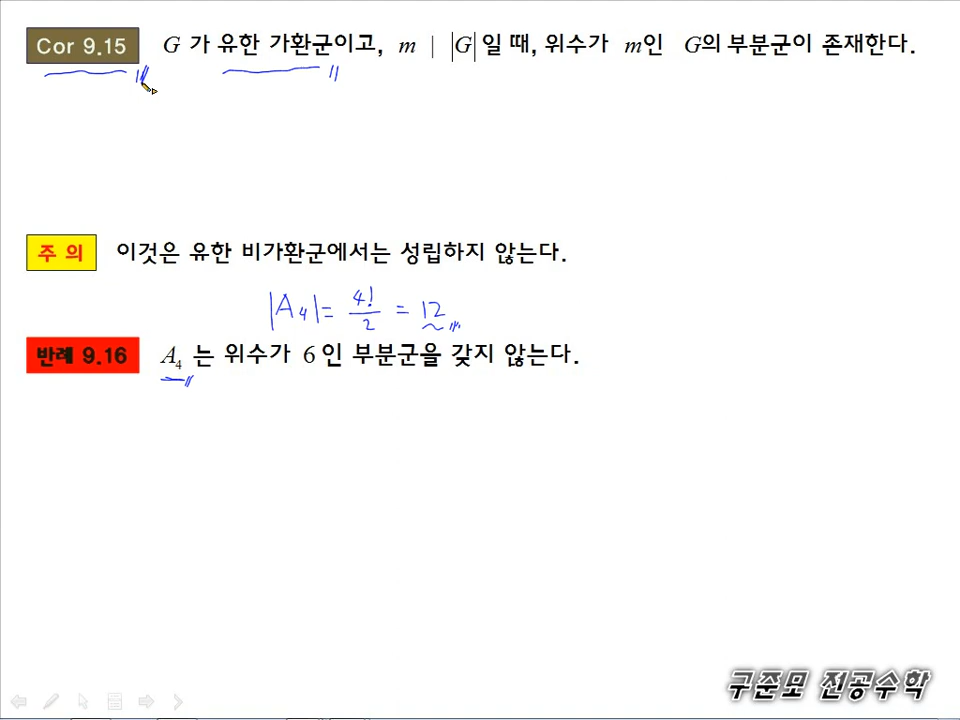 Cor 9.15 G 가 유한 가환군이고, m | |G| 일 때, 위수가 m인 G의 부분군이 존재한다.
주 의 이것은 유한 비가환군에서는 성립하지 않는다.
|A₄| = 4!/2 = 12
반례 9.16 A₄ 는 위수가 6 인 부분군을 갖지 않는다.
구준모 전공수학